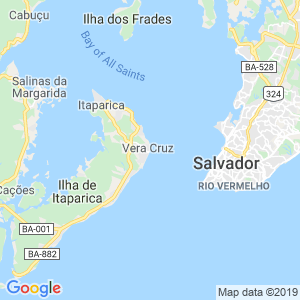 Cabuçu
Ilha dos Frades
Bay of All Saints
BA-528
Salinas da
Margarida
324
Itaparica
Vera Cruz
Salvador
RIO VERMELHO
Cações
Ilha de
Itaparica
BA-001
BA-882
Google
Map data ©2019